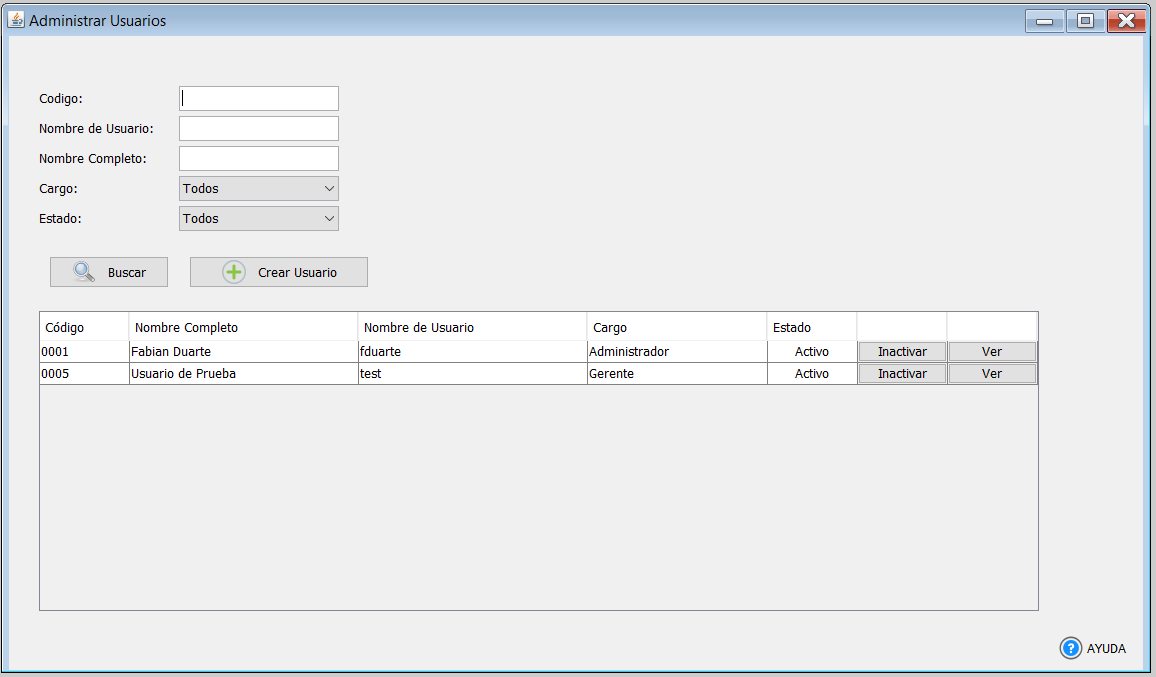 Administrar Usuarios
Codigo:
Nombre de Usuario:
Nombre Completo:
Cargo: Todos
Estado: Todos
Buscar Crear Usuario
Código Nombre Completo Nombre de Usuario Cargo Estado
0001 Fabian Duarte fduarte Administrador Activo Inactivar Ver
0005 Usuario de Prueba test Gerente Activo Inactivar Ver
? AYUDA